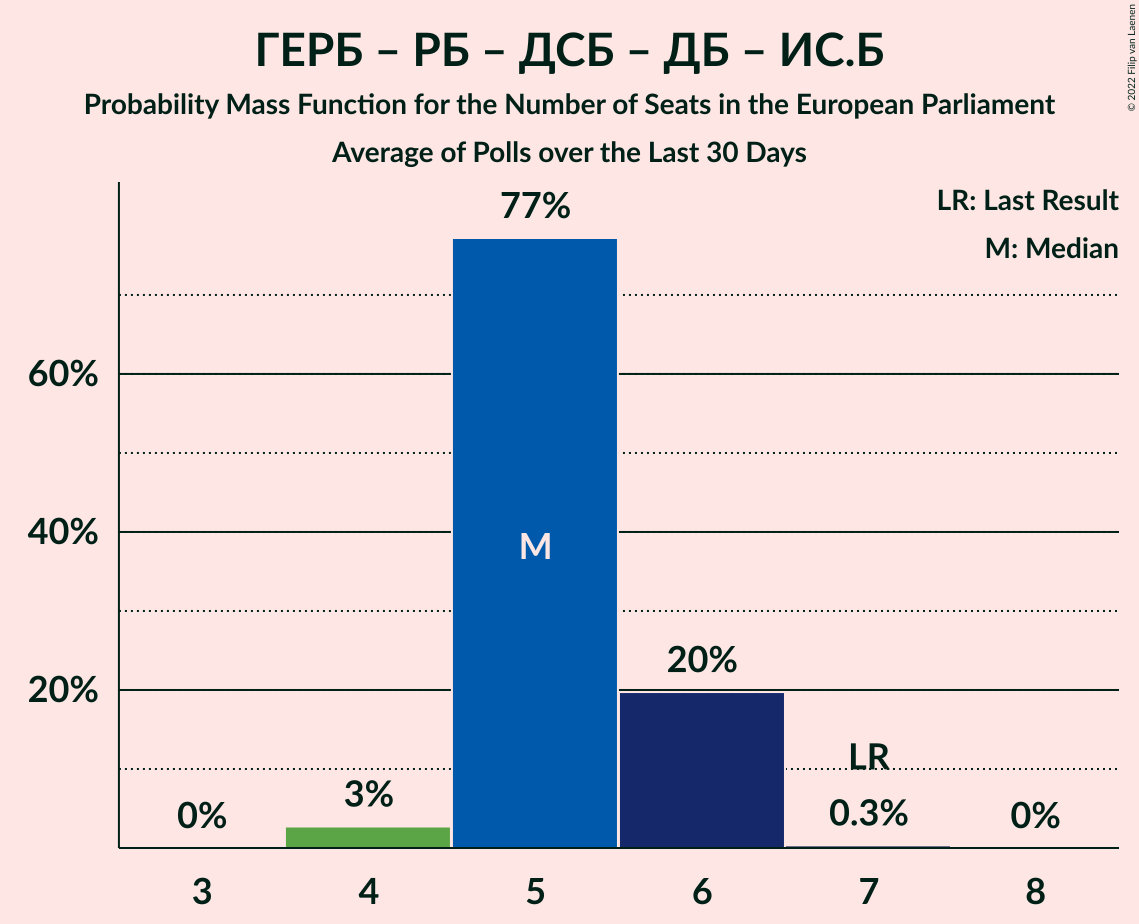 ГЕРБ – РБ – ДСБ – ДБ – ИС.Б
Probability Mass Function for the Number of Seats in the European Parliament
Average of Polls over the Last 30 Days
© 2022 Filip van Laenen
LR: Last Result
M: Median
77%
60%
40%
M
20%
20%
LR
0%
3%
0.3%
0%
3 4 5 6 7 8